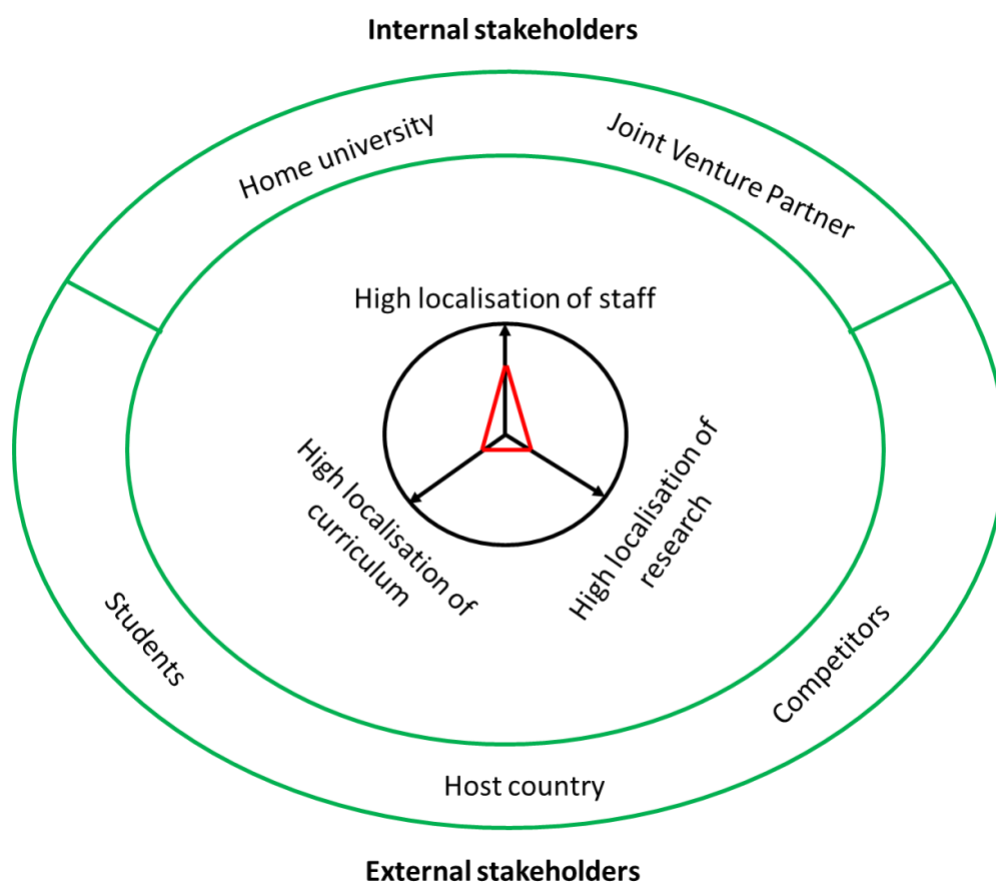 Internal stakeholders
Home university
Joint Venture Partner
High localisation of staff
High localisation of
curriculum
High localisation of
research
Students
Competitors
Host country
External stakeholders